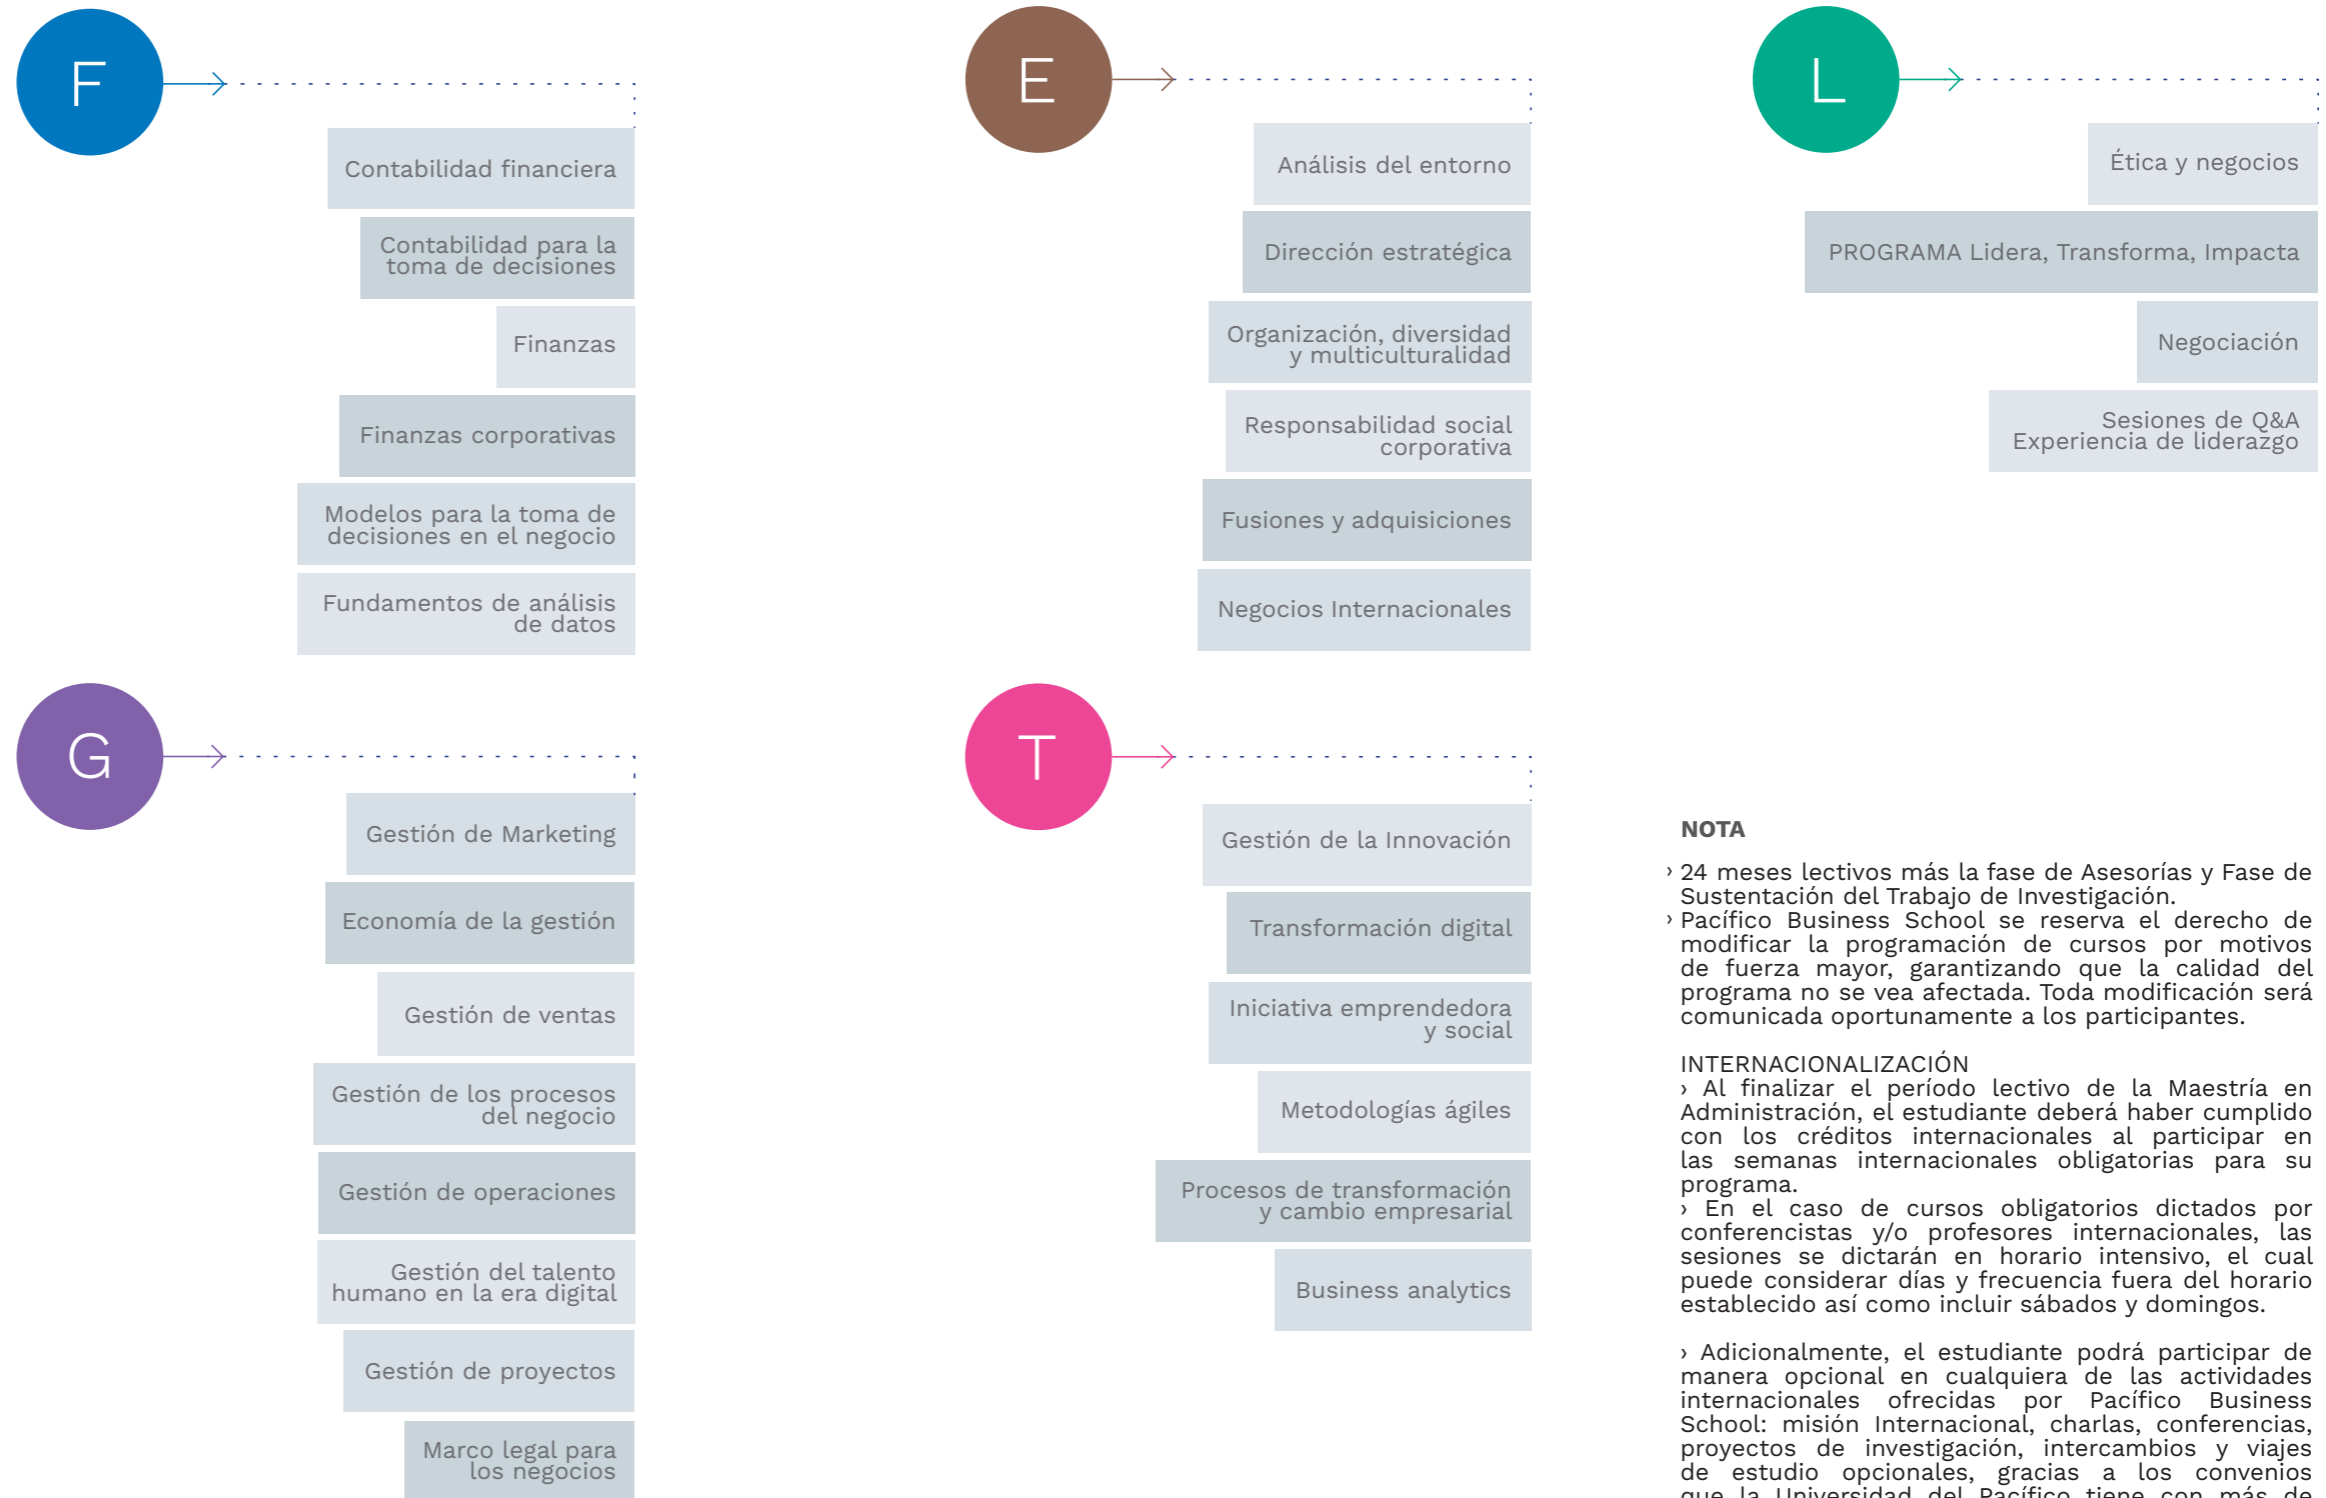 F
Contabilidad financiera
Contabilidad para la
toma de decisiones
Finanzas
Finanzas corporativas
Modelos para la toma de
decisiones en el negocio
Fundamentos de análisis
de datos
E
Análisis del entorno
Dirección estratégica
Organización, diversidad
y multiculturalidad
Responsabilidad social
corporativa
Fusiones y adquisiciones
Negocios Internacionales
L
Ética y negocios
PROGRAMA Lidera, Transforma, Impacta
Negociación
Sesiones de Q&A
Experiencia de liderazgo
G
Gestión de Marketing
Economía de la gestión
Gestión de ventas
Gestión de los procesos
del negocio
Gestión de operaciones
Gestión del talento
humano en la era digital
Gestión de proyectos
Marco legal para
los negocios
T
Gestión de la Innovación
Transformación digital
Iniciativa emprendedora
y social
Metodologías ágiles
Procesos de transformación
y cambio empresarial
Business analytics
NOTA
› 24 meses lectivos más la fase de Asesorías y Fase de
Sustentación del Trabajo de Investigación.
› Pacífico Business School se reserva el derecho de
modificar la programación de cursos por motivos
de fuerza mayor, garantizando que la calidad del
programa no se vea afectada. Toda modificación será
comunicada oportunamente a los participantes.
INTERNACIONALIZACIÓN
› Al finalizar el período lectivo de la Maestría en
Administración, el estudiante deberá haber cumplido
con los créditos internacionales al participar en
las semanas internacionales obligatorias para su
programa.
› En el caso de cursos obligatorios dictados por
conferencistas y/o profesores internacionales, las
sesiones se dictarán en horario intensivo, el cual
puede considerar días y frecuencia fuera del horario
establecido así como incluir sábados y domingos.
› Adicionalmente, el estudiante podrá participar de
manera opcional en cualquiera de las actividades
internacionales ofrecidas por Pacífico Business
School: misión Internacional, charlas, conferencias,
proyectos de investigación, intercambios y viajes
de estudio opcionales, gracias a los convenios
que la Universidad del Pacífico tiene con más de